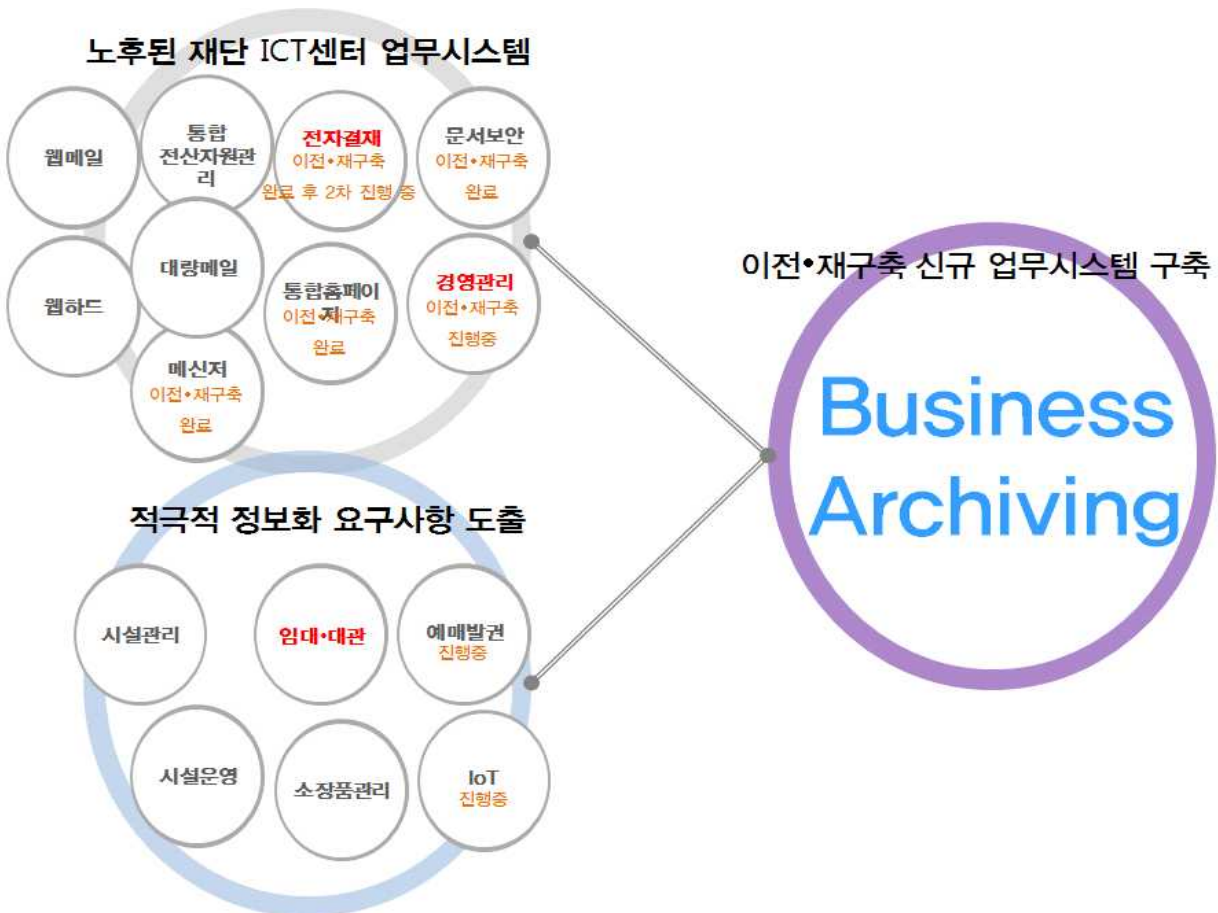 노후된 재단 ICT센터 업무시스템
웹메일
통합
전산자원관
리
전자결재
이전•재구축
완료 후 2차 진행 중
문서보안
이전•재구축
완료
웹하드
대량메일
통합홈페이
지
이전•재구축
완료
경영관리
이전•재구축
진행중
메신저
이전•재구축
완료
이전•재구축 신규 업무시스템 구축
Business
Archiving
적극적 정보화 요구사항 도출
시설관리
임대•대관
예매발권
진행중
시설운영
소장품관리
IoT
진행중